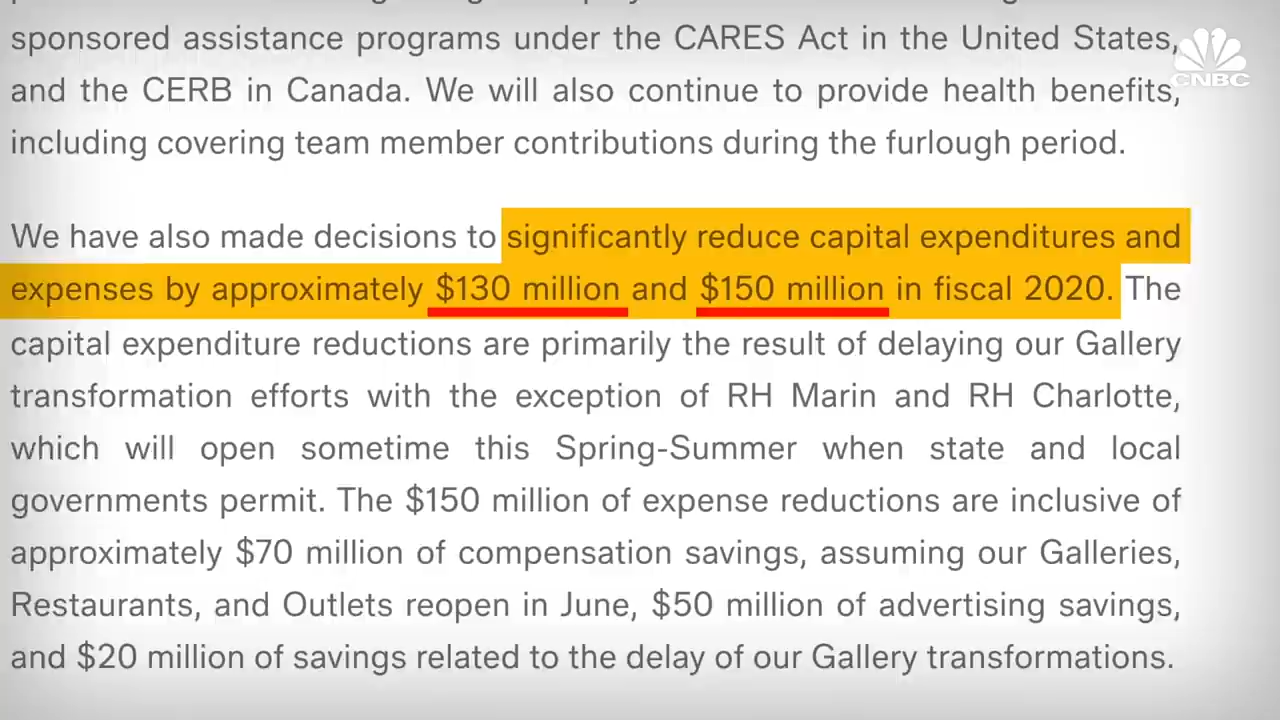 sponsored assistance programs under the CARES Act in the United States,
and the CERB in Canada. We will also continue to provide health benefits,
including covering team member contributions during the furlough period.
We have also made decisions to significantly reduce capital expenditures and
expenses by approximately $130 million and $150 million in fiscal 2020. The
capital expenditure reductions are primarily the result of delaying our Gallery
transformation efforts with the exception of RH Marin and RH Charlotte,
which will open sometime this Spring-Summer when state and local
governments permit. The $150 million of expense reductions are inclusive of
approximately $70 million of compensation savings, assuming our Galleries,
Restaurants, and Outlets reopen in June, $50 million of advertising savings,
and $20 million of savings related to the delay of our Gallery transformations.
CNBC